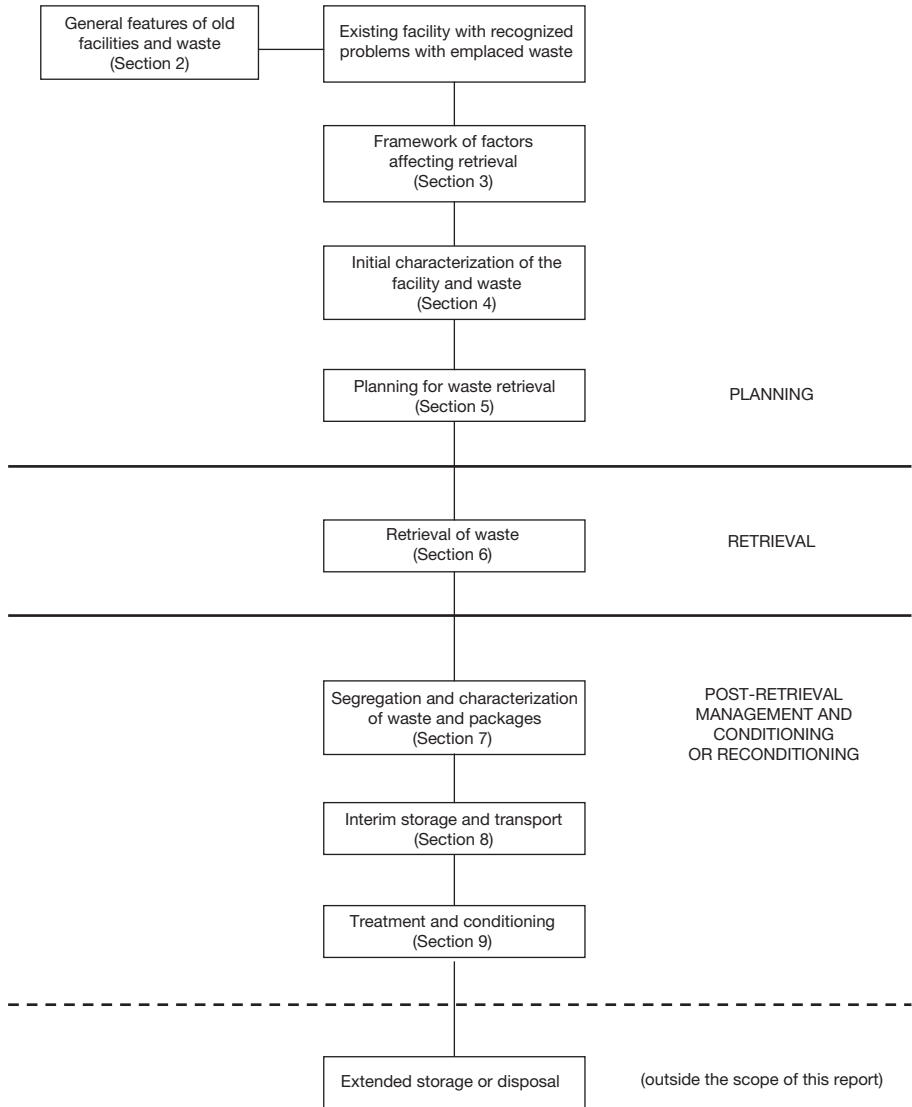 General features of old
facilities and waste
(Section 2)
Existing facility with recognized
problems with emplaced waste
Framework of factors
affecting retrieval
(Section 3)
Initial characterization of the
facility and waste
(Section 4)
Planning for waste retrieval
(Section 5)
PLANNING
Retrieval of waste
(Section 6)
RETRIEVAL
Segregation and characterization
of waste and packages
(Section 7)
POST-RETRIEVAL
MANAGEMENT AND
CONDITIONING
OR RECONDITIONING
Interim storage and transport
(Section 8)
Treatment and conditioning
(Section 9)
Extended storage or disposal
(outside the scope of this report)